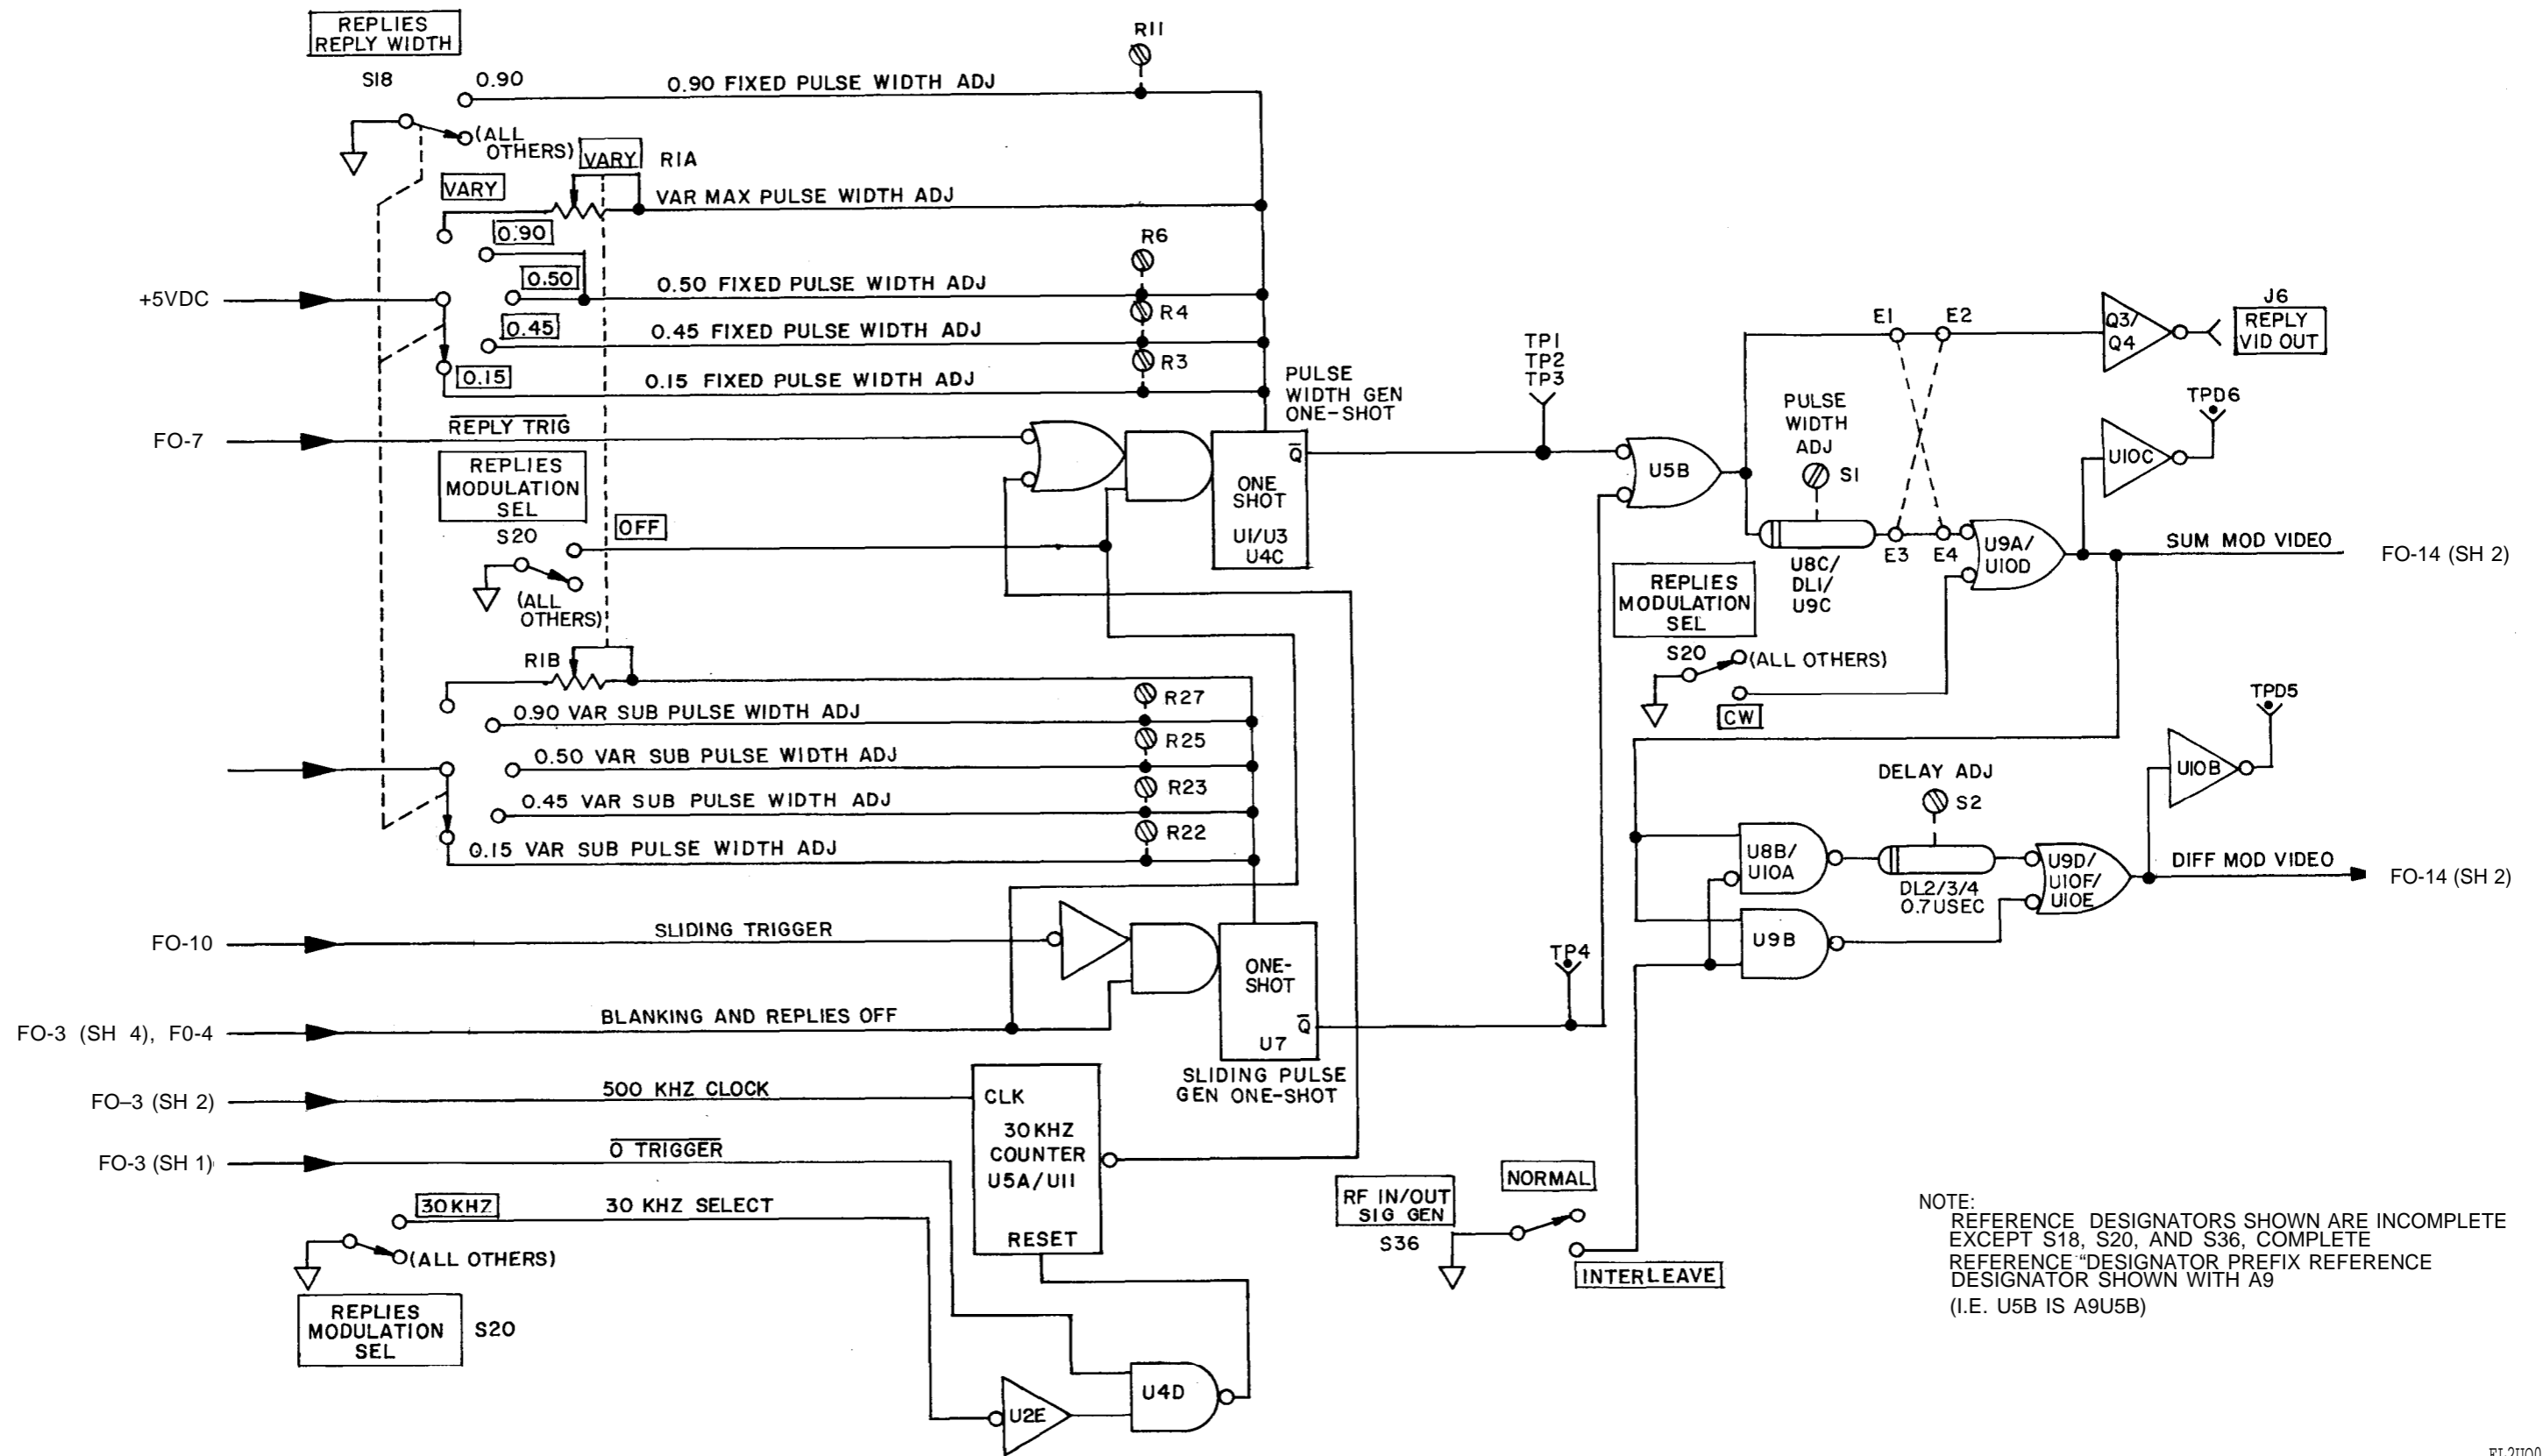 REPLIES
REPLY WIDTH
S18
0.90
0.90 FIXED PULSE WIDTH ADJ
R11
(ALL
OTHERS)
VARY
R1A
VARY
VAR MAX PULSE WIDTH ADJ
0.90
R6
0.50
0.50 FIXED PULSE WIDTH ADJ
+5VDC
R4
0.45
0.45 FIXED PULSE WIDTH ADJ
R3
0.15
0.15 FIXED PULSE WIDTH ADJ
PULSE
WIDTH GEN
ONE-SHOT
FO-7
REPLY TRIG
REPLIES
MODULATION
SEL
S20
OFF
(ALL
OTHERS)
Q
ONE
SHOT
U1/U3
U4C
TP1
TP2
TP3
U5B
E1
E2
Q3/
Q4
J6
REPLY
VID OUT
PULSE
WIDTH
ADJ
S1
TPD6
U10C
E3
E4
U8C/
DL1/
U9C
U9A/
U10D
SUM MOD VIDEO
FO-14 (SH 2)
REPLIES
MODULATION
SEL
S20
(ALL OTHERS)
CW
R1B
R27
0.90 VAR SUB PULSE WIDTH ADJ
R25
0.50 VAR SUB PULSE WIDTH ADJ
R23
0.45 VAR SUB PULSE WIDTH ADJ
R22
0.15 VAR SUB PULSE WIDTH ADJ
TPD5
U10B
DELAY ADJ
S2
U8B/
U10A
DL2/3/4
0.7USEC
U9D/
U10F/
U10E
DIFF MOD VIDEO
FO-14 (SH 2)
U9B
FO-10
SLIDING TRIGGER
ONE-
SHOT
Q
U7
TP4
FO-3 (SH 4), F0-4
BLANKING AND REPLIES OFF
SLIDING PULSE
GEN ONE-SHOT
FO-3 (SH 2)
500 KHZ CLOCK
CLK
30KHZ
COUNTER
U5A/U11
RESET
FO-3 (SH 1)
0 TRIGGER
30KHZ
30 KHZ SELECT
(ALL OTHERS)
REPLIES
MODULATION
SEL
S20
U2E
U4D
RF IN/OUT
SIG GEN
S36
NORMAL
INTERLEAVE
NOTE:
REFERENCE DESIGNATORS SHOWN ARE INCOMPLETE
EXCEPT S18, S20, AND S36, COMPLETE
REFERENCE "DESIGNATOR PREFIX REFERENCE
DESIGNATOR SHOWN WITH A9
(I.E. U5B IS A9U5B)